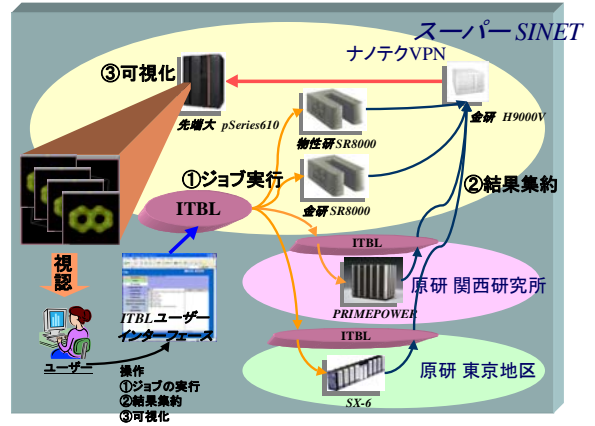 スーパーSINET
ナノテクVPN
③可視化
先端大 pSeries610
金研 H9000V
物性研SR8000
①ジョブ実行
ITBL
金研SR8000
②結果集約
ITBL
視認
原研 関西研究所
PRIMEPOWER
ITBLユーザー
インターフェース
ITBL
ユーザー
操作
①ジョブの実行
②結果集約
③可視化
原研 東京地区
SX-6